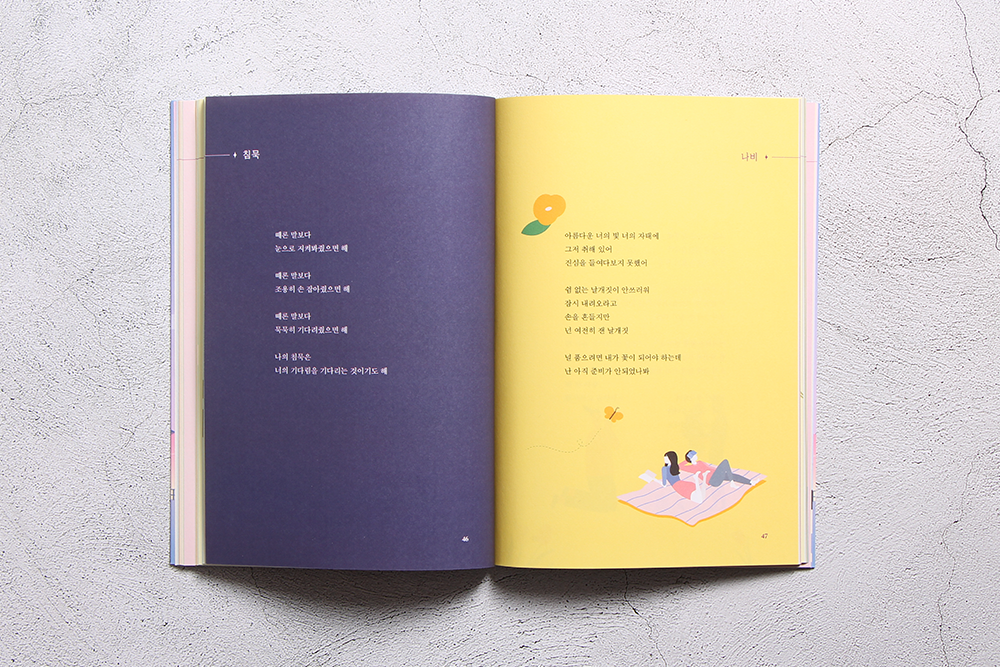 침묵
때론 말보다
눈으로 지켜봐줬으면 해
때론 말보다
조용히 손 잡아줬으면 해
때론 말보다
묵묵히 기다려줬으면 해
나의 침묵은
너의 기다림을 기다리는 것이기도 해
46
나비
아름다운 너의 빛 너의 자태에
그저 취해 있어
진심을 들여다보지 못했어
쉼 없는 날개짓이 안쓰러워
잠시 내려오라고
손을 흔들지만
넌 여전히 갠 날개짓
널 품으려면 내가 꽃이 되어야 하는데
난 아직 준비가 안되었나봐
47